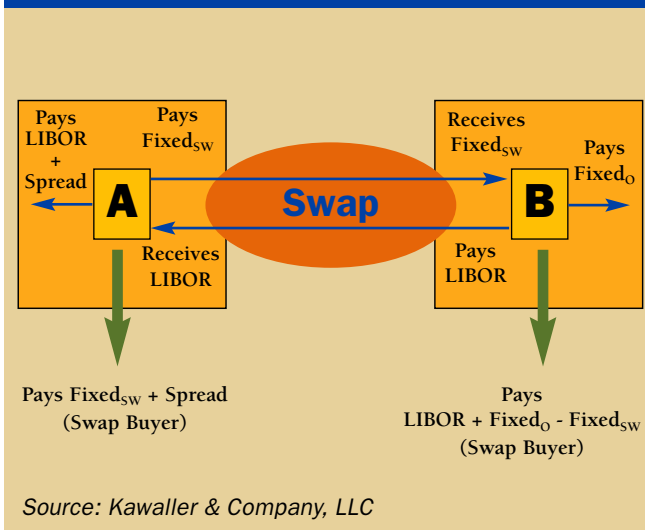 Pays
LIBOR
+
Spread
Pays
Fixed_SW
A
Receives
LIBOR
Swap
Receives
Fixed_SW
Pays
Fixed_O
B
Pays
LIBOR
Pays Fixed_SW + Spread
(Swap Buyer)
Pays
LIBOR + Fixed_O - Fixed_SW
(Swap Buyer)
Source: Kawaller & Company, LLC